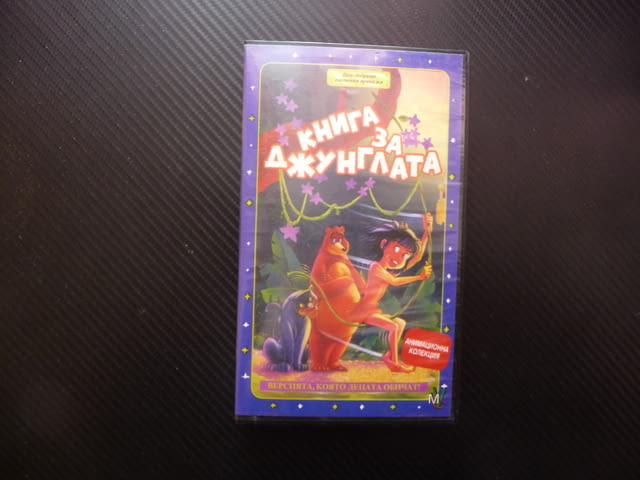 КНИГА
ЗА
ДЖУНГЛАТА
АНИМАЦИОННА
КОЛЕКЦИЯ
ВЕРСИЯТА, КОЯТО ДЕЦАТА ОБИЧАТ!
M